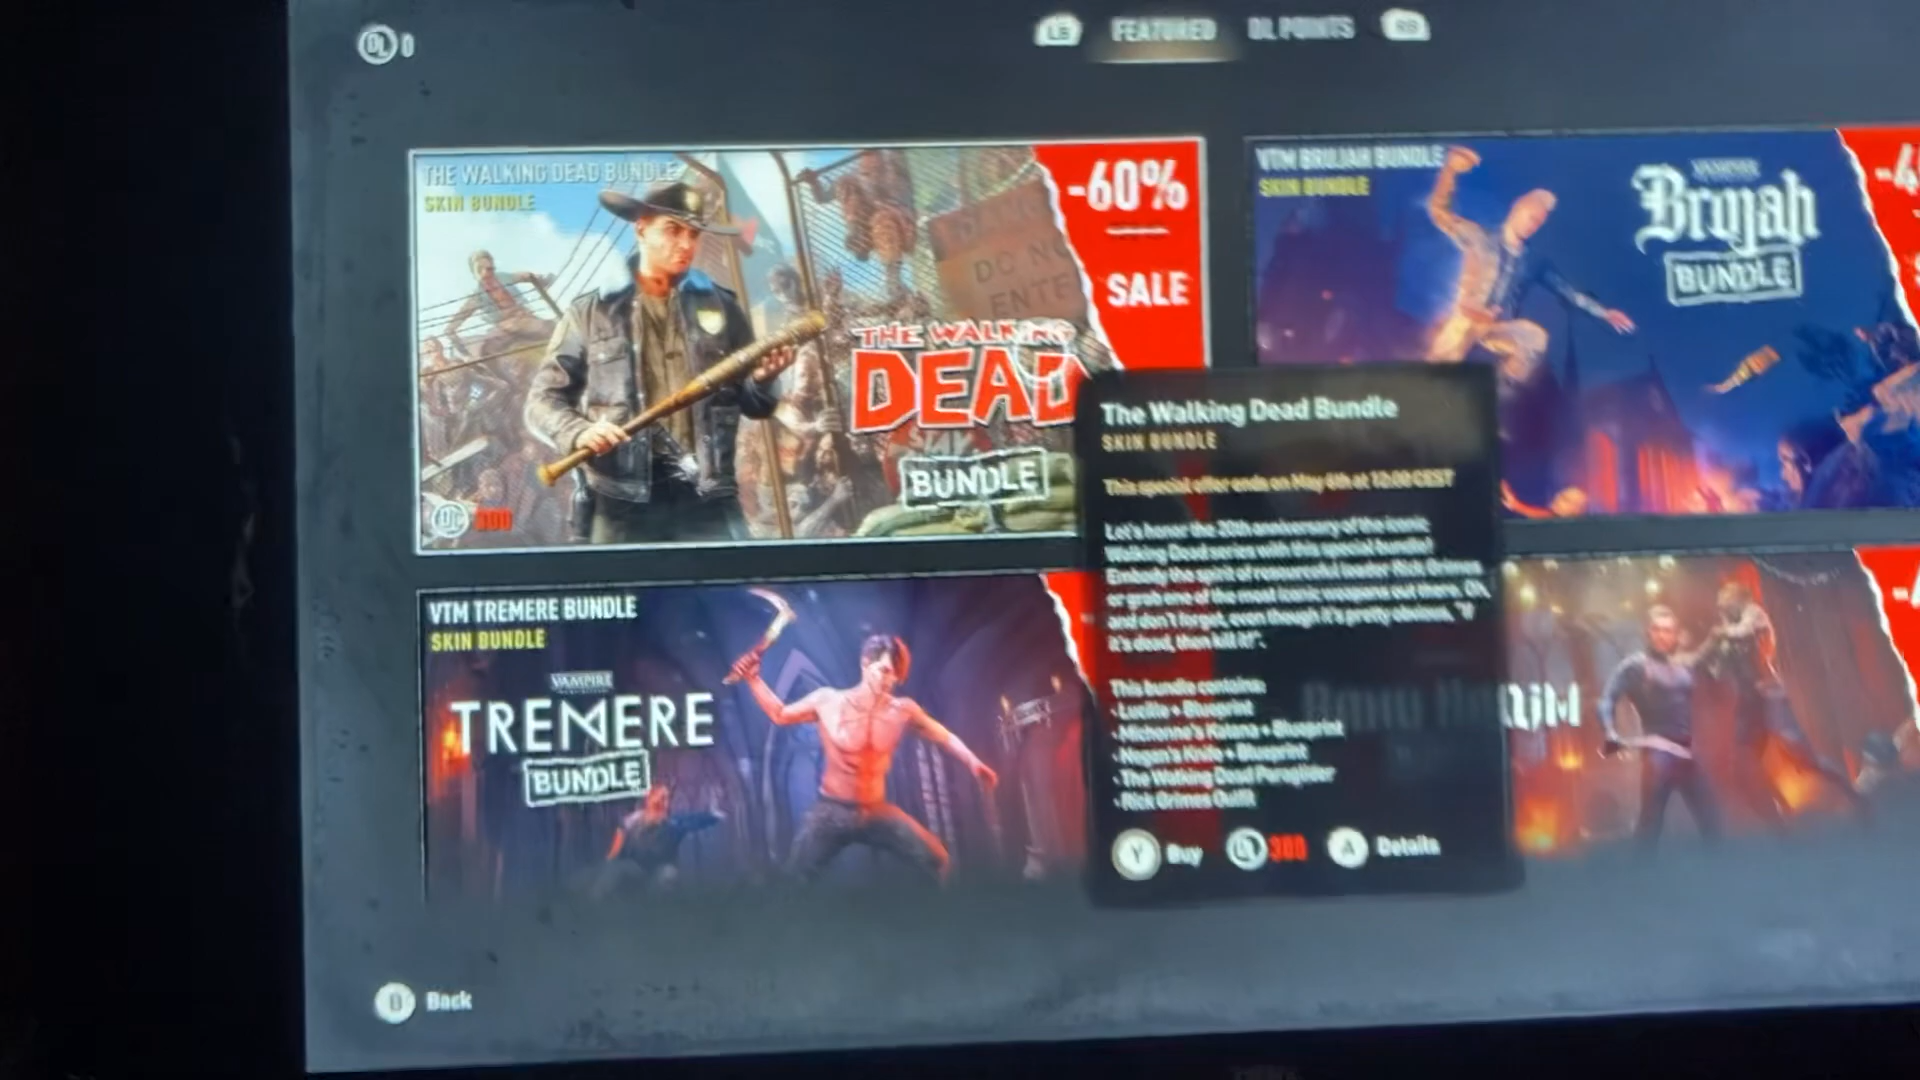 0
LB FEATURED DL POINTS RB
THE WALKING DEAD BUNDLE
SKIN BUNDLE
-60%
SALE
DO NO
ENTE
THE WALKING
DEAD
STAY
BUNDLE
300
VTM BRUJAH BUNDLE
SKIN BUNDLE
VAMPIRE
Brujah
BUNDLE
VTM TREMERE BUNDLE
SKIN BUNDLE
VAMPIRE
TREMERE
BUNDLE
The Walking Dead Bundle
SKIN BUNDLE
This special offer ends on May 6th at 12:00 CEST
Let's honor the 20th anniversary of the iconic
Walking Dead series with this special bundle!
Embody the spirit of resourceful leader Rick Grimes
or grab one of the most iconic weapons out there. Oh,
and don't forget, even though it's pretty obvious, "if
it's dead, then kill it!".
This bundle contains:
- Lucille + Blueprint
- Michonne's Katana + Blueprint
- Negan's Knife + Blueprint
- The Walking Dead Paraglider
- Rick Grimes Outfit
Y Buy 300 A Details
B Back